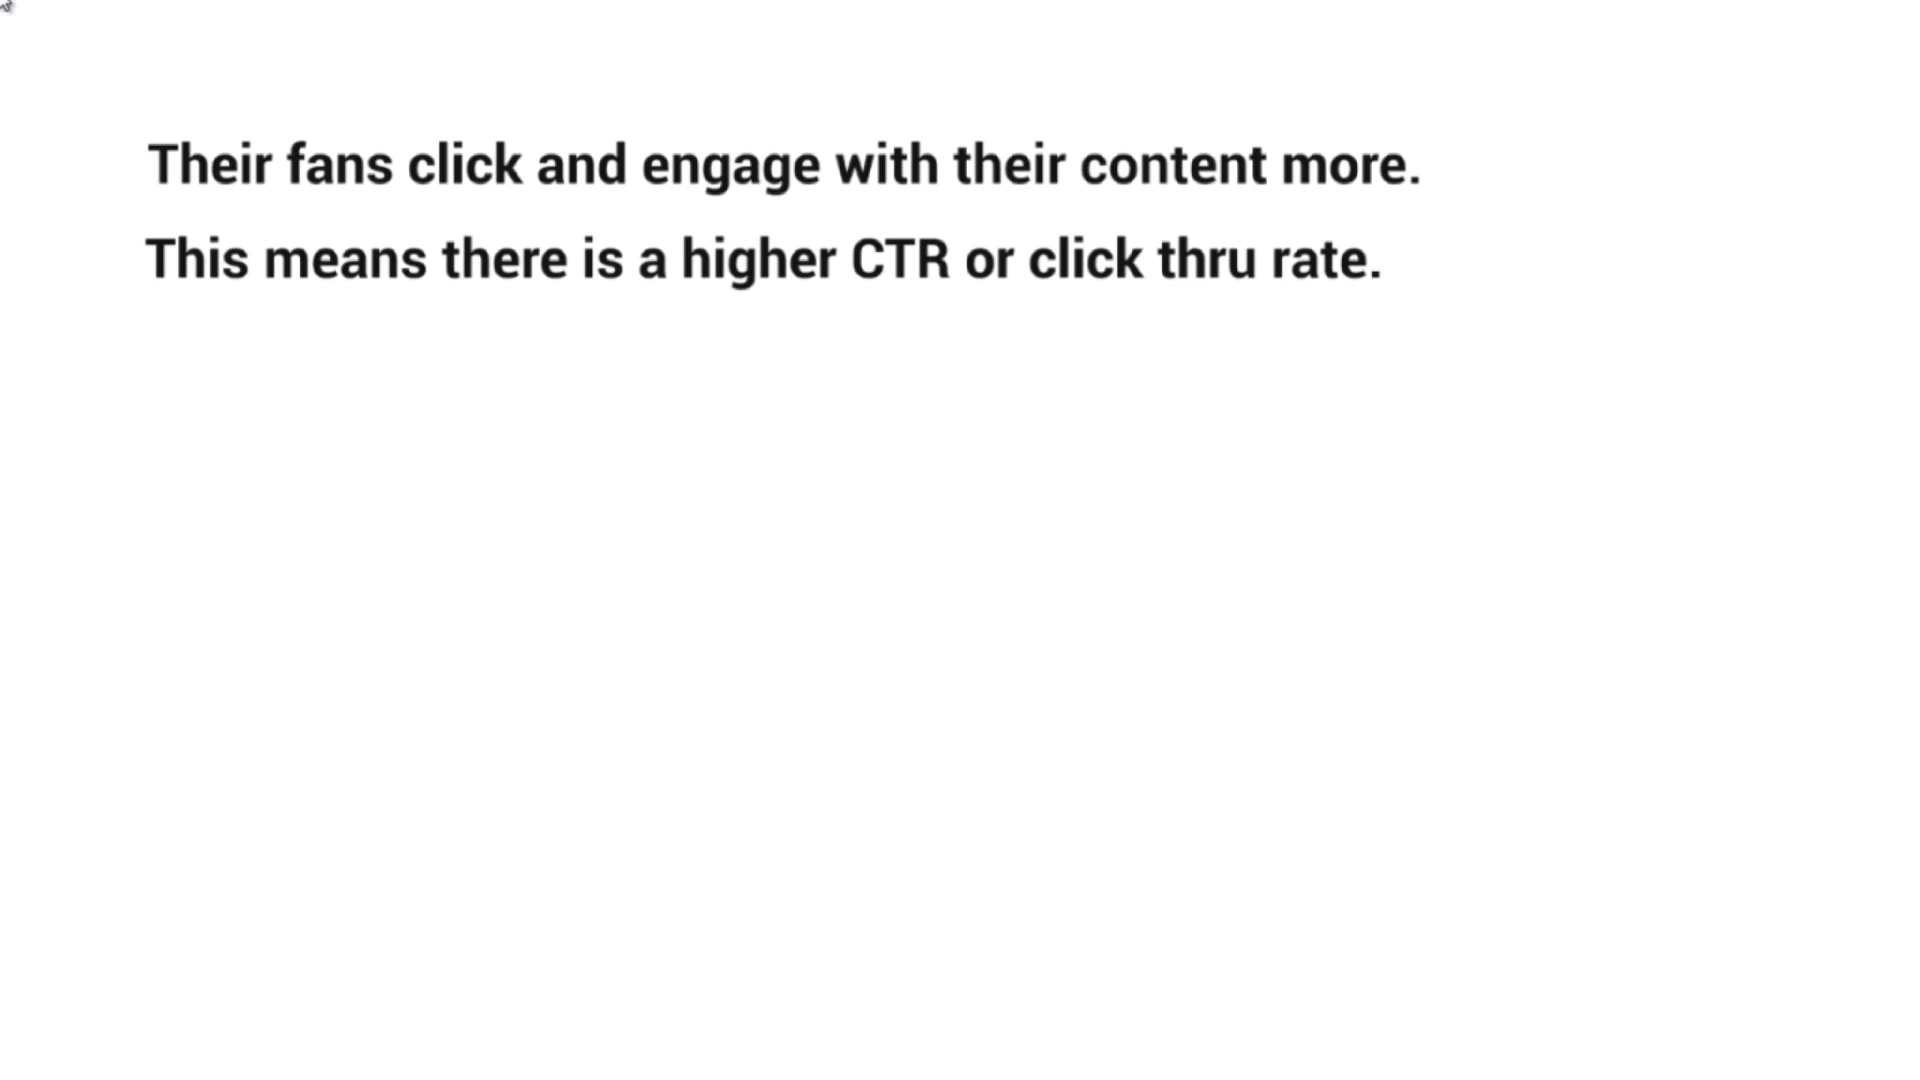 Their fans click and engage with their content more.
This means there is a higher CTR or click thru rate.